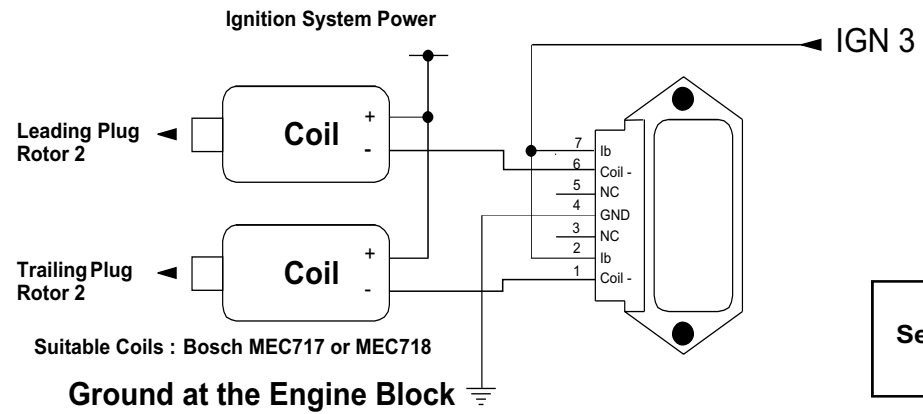 Ignition System Power
IGN 3
Leading Plug
Rotor 2
Coil
+
-
7 Ib
6 Coil -
5 NC
4 GND
3 NC
2 Ib
1 Coil -
Trailing Plug
Rotor 2
Coil
+
-
Suitable Coils : Bosch MEC717 or MEC718
Ground at the Engine Block